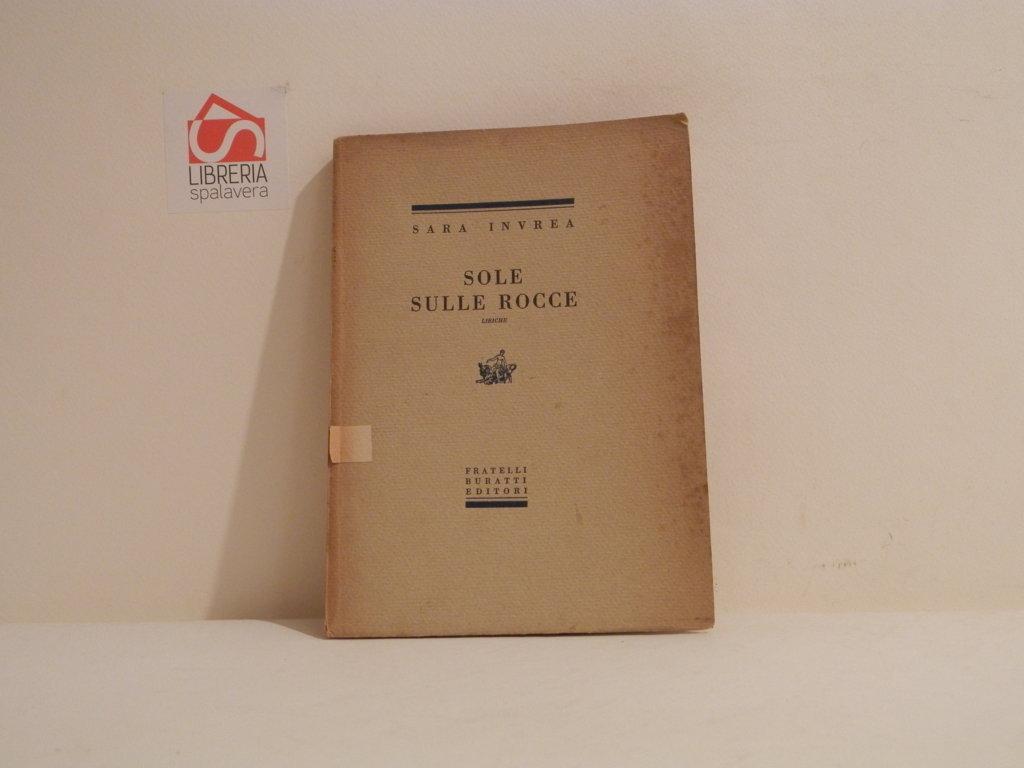 LIBRERIA
spalavera
SARA INVREA
SOLE
SULLE ROCCE
LIRICHE
FRATELLI
BURATTI
EDITORI